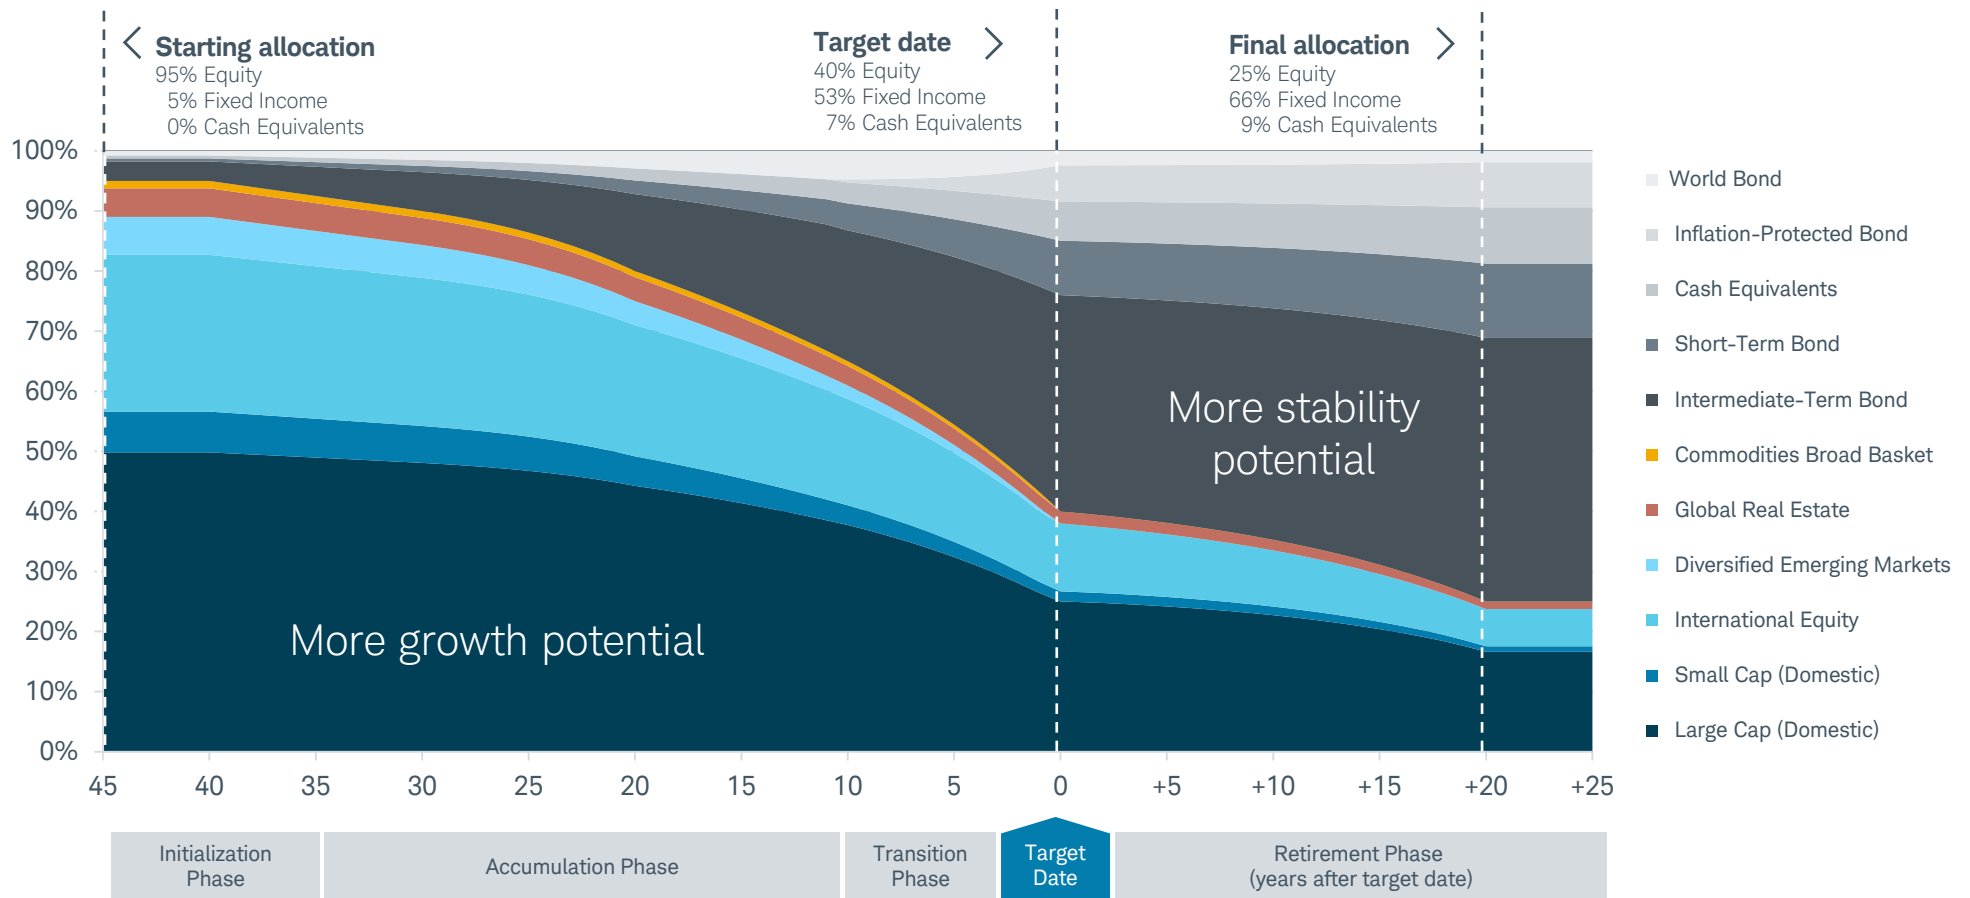 Starting allocation
95% Equity
5% Fixed Income
0% Cash Equivalents
Target date
40% Equity
53% Fixed Income
7% Cash Equivalents
Final allocation
25% Equity
66% Fixed Income
9% Cash Equivalents
100%
90%
80%
70%
60%
50%
40%
30%
20%
10%
0%
More growth potential
More stability
potential
45 40 35 30 25 20 15 10 5 0 +5 +10 +15 +20 +25
World Bond
Inflation-Protected Bond
Cash Equivalents
Short-Term Bond
Intermediate-Term Bond
Commodities Broad Basket
Global Real Estate
Diversified Emerging Markets
International Equity
Small Cap (Domestic)
Large Cap (Domestic)
Initialization
Phase
Accumulation Phase
Transition
Phase
Target
Date
Retirement Phase
(years after target date)